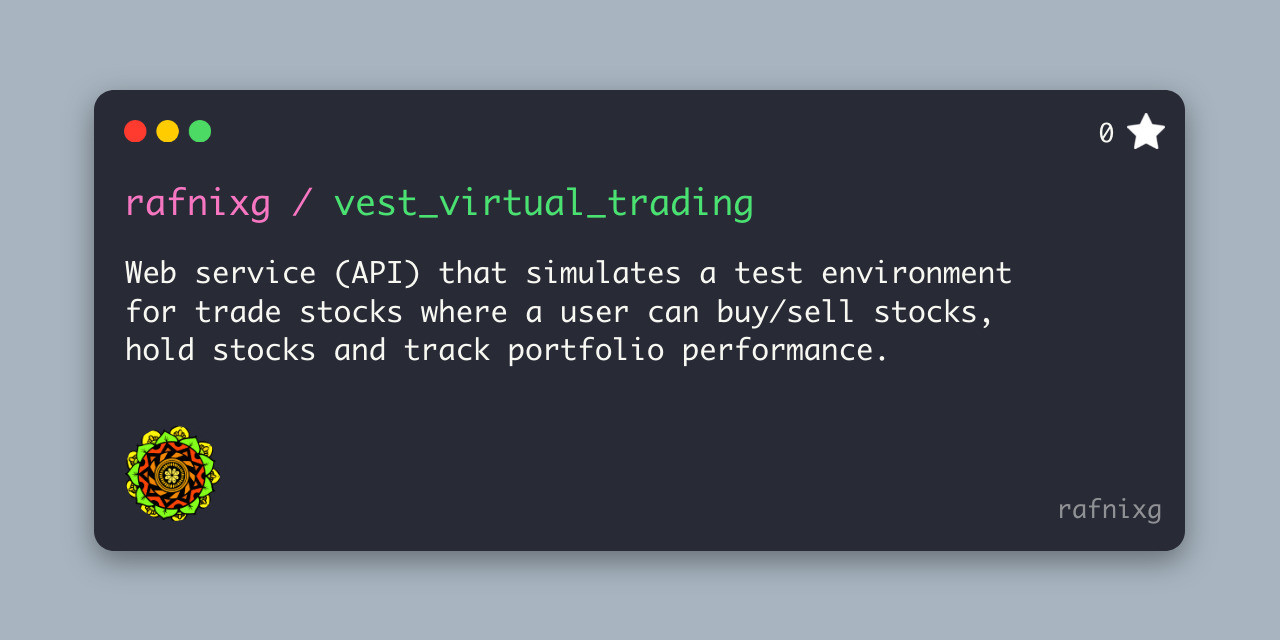 0
rafnixg / vest_virtual_trading
Web service (API) that simulates a test environment
for trade stocks where a user can buy/sell stocks,
hold stocks and track portfolio performance.
rafnixg